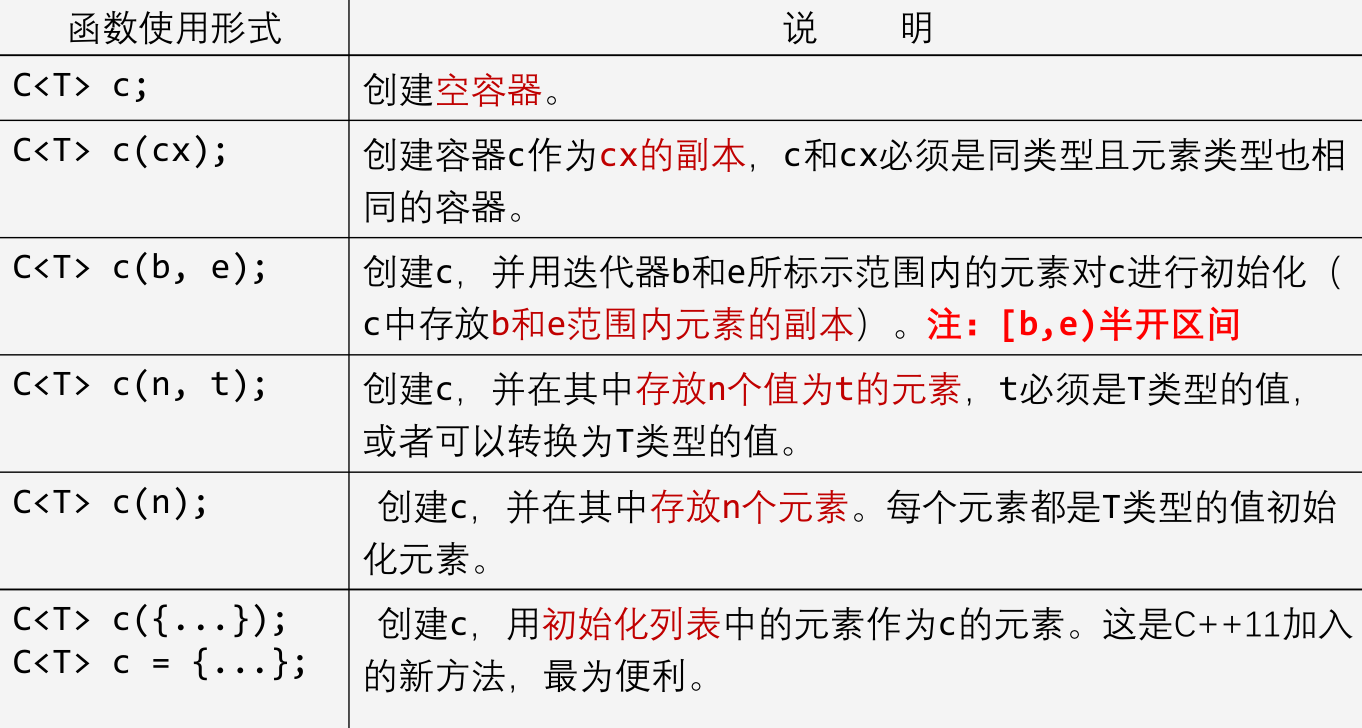 函数使用形式 说 明
C<T> c; 创建空容器。
C<T> c(cx); 创建容器c作为cx的副本，c和cx必须是同类型且元素类型也相
同的容器。
C<T> c(b, e); 创建c，并用迭代器b和e所标示范围内的元素对c进行初始化（
c中存放b和e范围内元素的副本）。注：[b,e)半开区间
C<T> c(n, t); 创建c，并在其中存放n个值为t的元素，t必须是T类型的值，
或者可以转换为T类型的值。
C<T> c(n); 创建c，并在其中存放n个元素。每个元素都是T类型的值初始
化元素。
C<T> c({...}); 创建c，用初始化列表中的元素作为c的元素。这是C++11加入
C<T> c = {...}; 的新方法，最为便利。